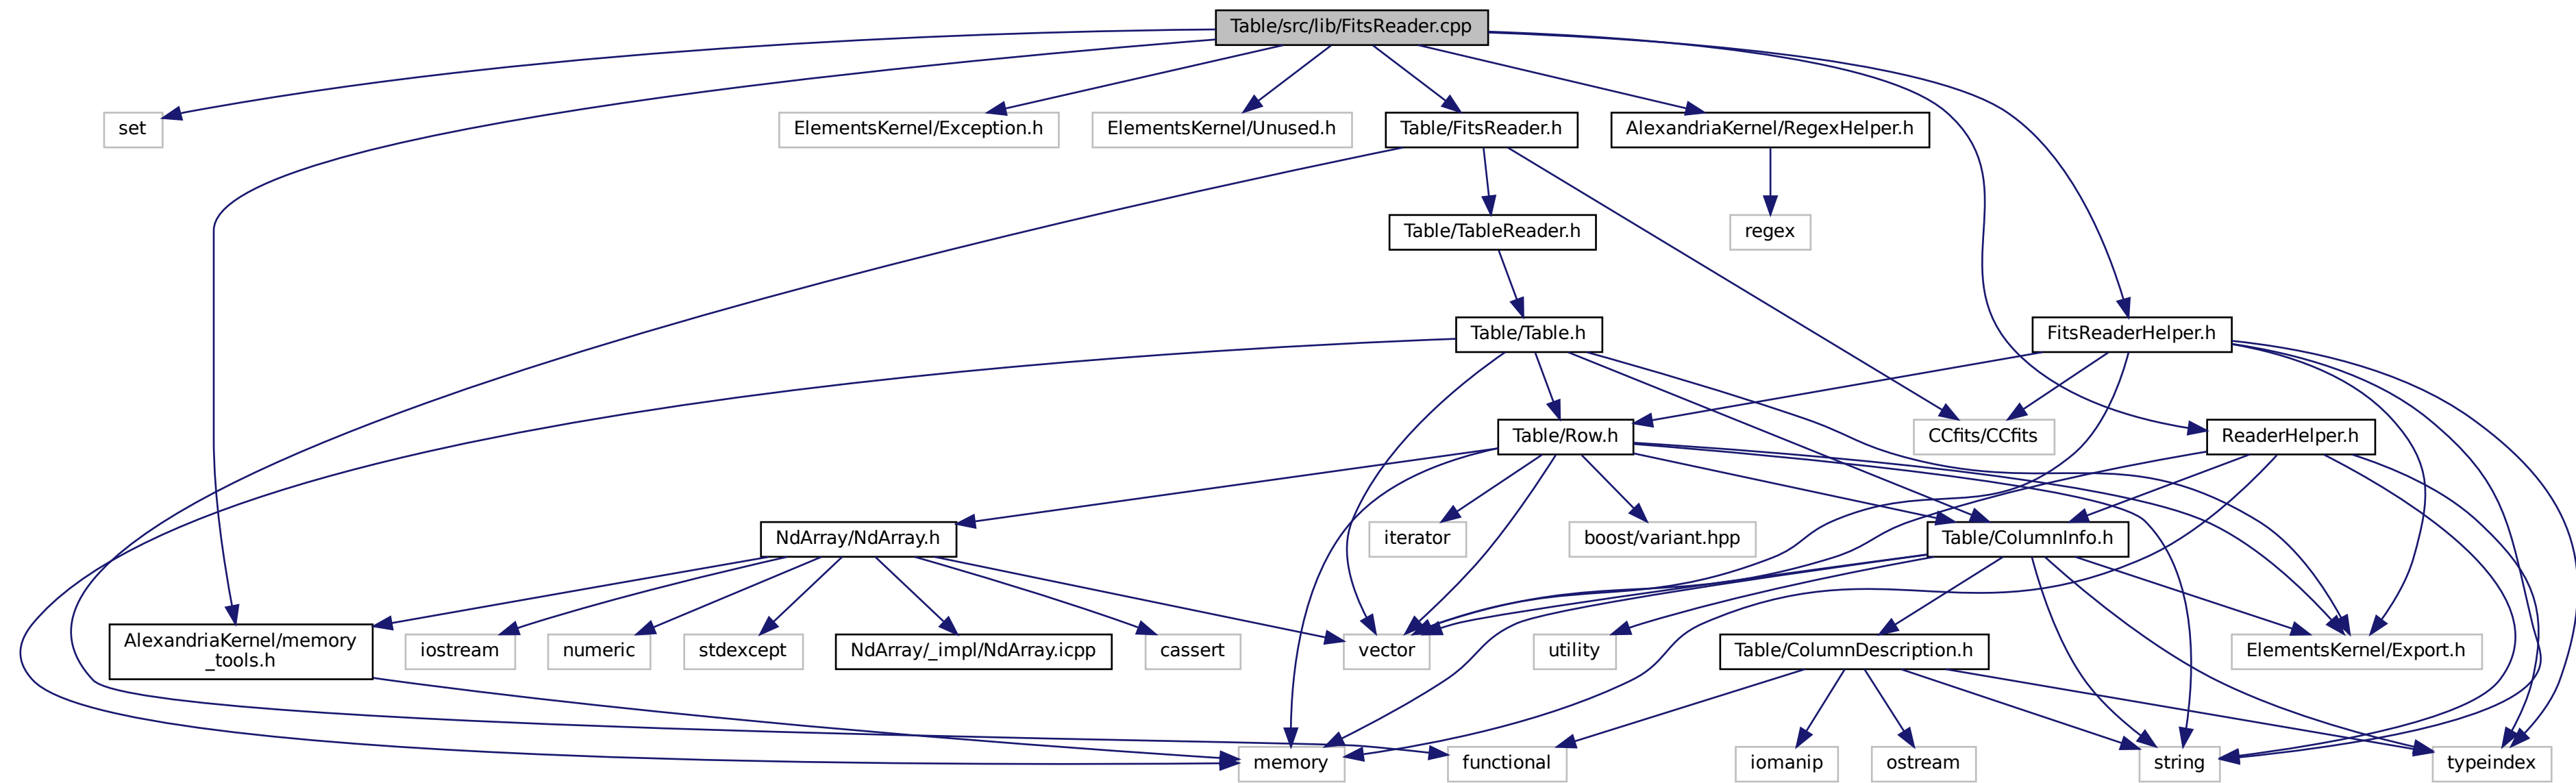 Table/src/lib/FitsReader.cpp
set
ElementsKernel/Exception.h
ElementsKernel/Unused.h
Table/FitsReader.h
AlexandriaKernel/RegexHelper.h
Table/TableReader.h
regex
Table/Table.h
FitsReaderHelper.h
Table/Row.h
CCfits/CCfits
ReaderHelper.h
NdArray/NdArray.h
iterator
boost/variant.hpp
Table/ColumnInfo.h
AlexandriaKernel/memory
_tools.h
iostream
numeric
stdexcept
NdArray/_impl/NdArray.icpp
cassert
vector
utility
Table/ColumnDescription.h
ElementsKernel/Export.h
memory
functional
iomanip
ostream
string
typeindex